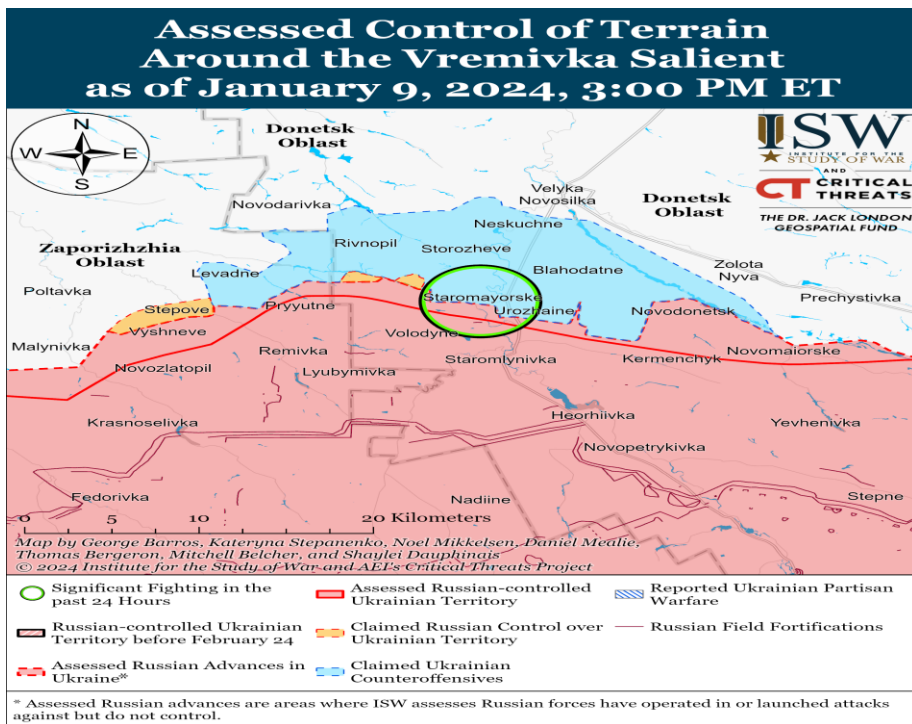 Assessed Control of Terrain
Around the Vremivka Salient
as of January 9, 2024, 3:00 PM ET
N
W E
S
ISW
INSTITUTE FOR THE
STUDY OF WAR
AND
CT CRITICAL
THREATS
THE DR. JACK LONDON
GEOSPATIAL FUND
Donetsk
Oblast
Velyka
Novosilka
Donetsk
Oblast
Novodarivka
Neskuchne
Rivnopil
Storozheve
Zaporizhzhia
Oblast
Levadne
Blahodatne
Zolota
Nyva
Poltavka
Prechystivka
Staromayorske
Stepove
Pryyutne
Urozhaine
Novodonetsk
Vyshneve
Volodyne
Malynivka
Remivka
Staromlynivka
Kermenchyk
Novomaiorske
Novozlatopil
Lyubymivka
Krasnoselivka
Heorhiivka
Yevhenivka
Novopetrykivka
Fedorivka
Nadiine
Stepne
0 5 10 20 Kilometers
Map by George Barros, Kateryna Stepanenko, Noel Mikkelsen, Daniel Mealie,
Thomas Bergeron, Mitchell Belcher, and Shaylei Dauphinais
© 2024 Institute for the Study of War and AEI's Critical Threats Project
Significant Fighting in the
past 24 Hours
Assessed Russian-controlled
Ukrainian Territory
Reported Ukrainian Partisan
Warfare
Russian-controlled Ukrainian
Territory before February 24
Claimed Russian Control over
Ukrainian Territory
Russian Field Fortifications
Assessed Russian Advances in
Ukraine*
Claimed Ukrainian
Counteroffensives
* Assessed Russian advances are areas where ISW assesses Russian forces have operated in or launched attacks
against but do not control.